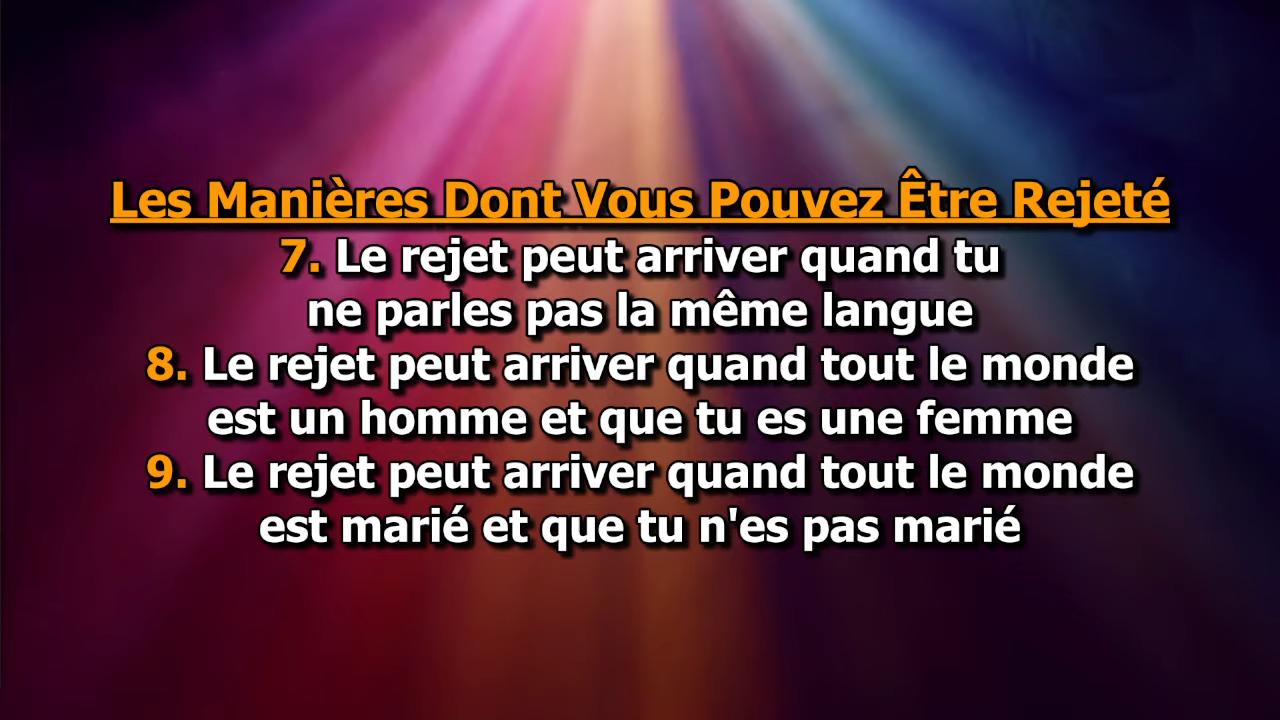 Les Manières Dont Vous Pouvez Être Rejeté
7. Le rejet peut arriver quand tu
ne parles pas la même langue
8. Le rejet peut arriver quand tout le monde
est un homme et que tu es une femme
9. Le rejet peut arriver quand tout le monde
est marié et que tu n'es pas marié